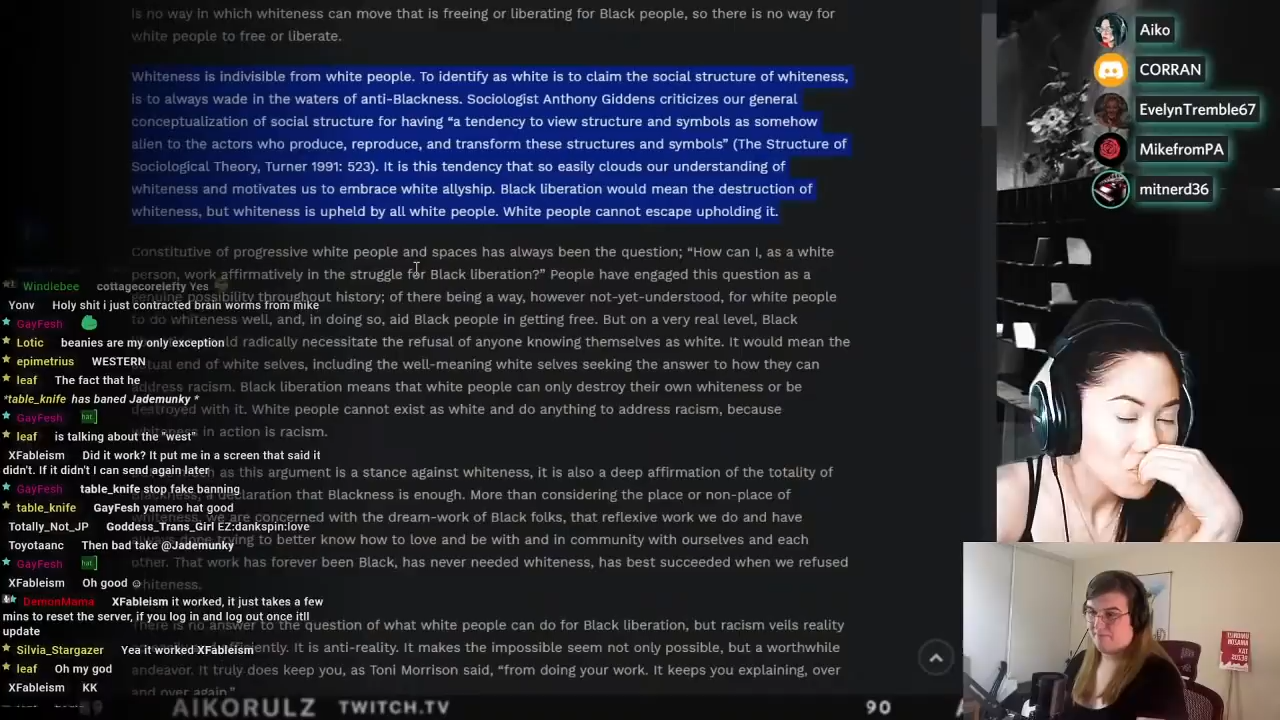 is no way in which whiteness can move that is freeing or liberating for Black people, so there is no way for
white people to free or liberate.
Whiteness is indivisible from white people. To identify as white is to claim the social structure of whiteness,
is to always wade in the waters of anti-Blackness. Sociologist Anthony Giddens criticizes our general
conceptualization of social structure for having “a tendency to view structure and symbols as somehow
alien to the actors who produce, reproduce, and transform these structures and symbols” (The Structure of
Sociological Theory, Turner 1991: 523). It is this tendency that so easily clouds our understanding of
whiteness and motivates us to embrace white allyship. Black liberation would mean the destruction of
whiteness, but whiteness is upheld by all white people. White people cannot escape upholding it.
Constitutive of progressive white people and spaces has always been the question; “How can I, as a white
person, work affirmatively in the struggle for Black liberation?” People have engaged this question as a
genuine possibility throughout history; of there being a way, however not-yet-understood, for white people
to do whiteness well, and, in doing so, aid Black people in getting free. But on a very real level, Black
radically necessitate the refusal of anyone knowing themselves as white. It would mean the
end of white selves, including the well-meaning white selves seeking the answer to how they can
address racism. Black liberation means that white people can only destroy their own whiteness or be
destroyed with it. White people cannot exist as white and do anything to address racism, because
whiteness in action is racism.
as this argument is a stance against whiteness, it is also a deep affirmation of the totality of
a declaration that Blackness is enough. More than considering the place or non-place of
we are concerned with the dream-work of Black folks, that reflexive work we do and have
always done trying to better know how to love and be with and in community with ourselves and each
other. That work has forever been Black, has never needed whiteness, has best succeeded when we refused
whiteness.
There is no answer to the question of what white people can do for Black liberation, but racism veils reality
It is anti-reality. It makes the impossible seem not only possible, but a worthwhile
endeavor. It truly does keep you, as Toni Morrison said, “from doing your work. It keeps you explaining, over
and over again.”
Windlebee cottagecorelefty Yes
Yonv Holy shit i just contracted brain worms from mike
GayFesh
Lotic beanies are my only exception
epimetrius WESTERN
leaf The fact that he
*table_knife has baned Jademunky *
GayFesh hat
leaf is talking about the "west"
XFableism Did it work? It put me in a screen that said it
didn't. If it didn't I can send again later
GayFesh table_knife stop fake banning
table_knife GayFesh yamero hat good
Totally_Not_JP Goddess_Trans_Girl EZ:dankspin:love
Toyotaanc Then bad take @Jademunky
GayFesh hat
XFableism Oh good ☺
DemonMama XFableism it worked, it just takes a few
mins to reset the server, if you log in and log out once itll
update
Silvia_Stargazer Yea it worked XFableism
leaf Oh my god
XFableism KK
Aiko
CORRAN
EvelynTremble67
MikefromPA
mitnerd36
AIKORULZ TWITCH.TV
90